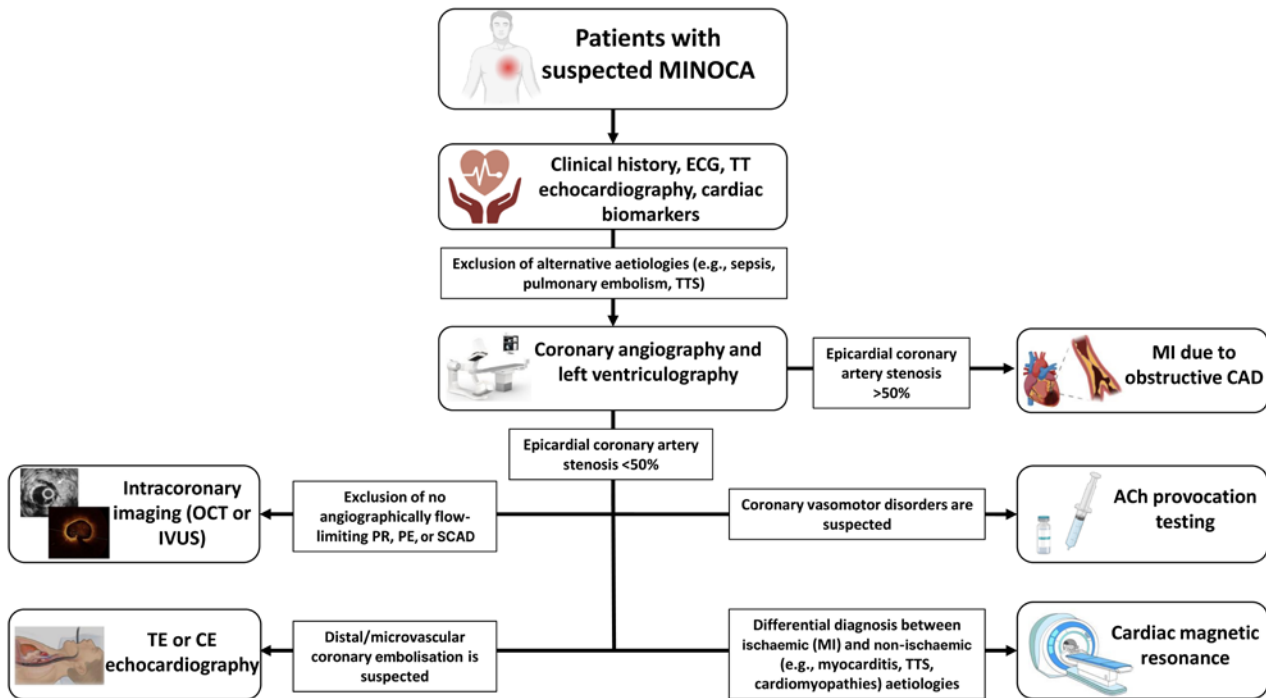 Patients with
suspected MINOCA
Clinical history, ECG, TT
echocardiography, cardiac
biomarkers
Exclusion of alternative aetiologies (e.g., sepsis,
pulmonary embolism, TTS)
Coronary angiography and
left ventriculography
Epicardial coronary
artery stenosis
>50%
MI due to
obstructive CAD
Epicardial coronary artery
stenosis <50%
Intracoronary
imaging (OCT or
IVUS)
Exclusion of no
angiographically flow-
limiting PR, PE, or SCAD
Coronary vasomotor disorders are
suspected
ACh provocation
testing
TE or CE
echocardiography
Distal/microvascular
coronary embolisation is
suspected
Differential diagnosis between
ischaemic (MI) and non-ischaemic
(e.g., myocarditis, TTS,
cardiomyopathies) aetiologies
Cardiac magnetic
resonance